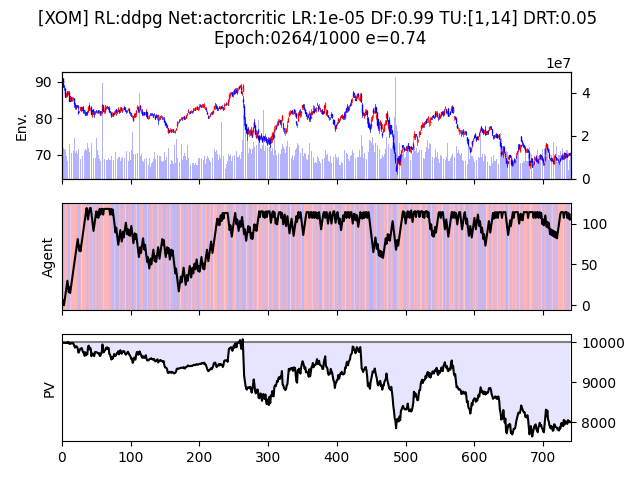 [XOM] RL:ddpg Net:actorcritic LR:1e-05 DF:0.99 TU:[1,14] DRT:0.05
Epoch:0264/1000 e=0.74
1e7
90
80
70
Env.
4
2
0
Agent
100
50
0
PV
10000
9000
8000
0 100 200 300 400 500 600 700